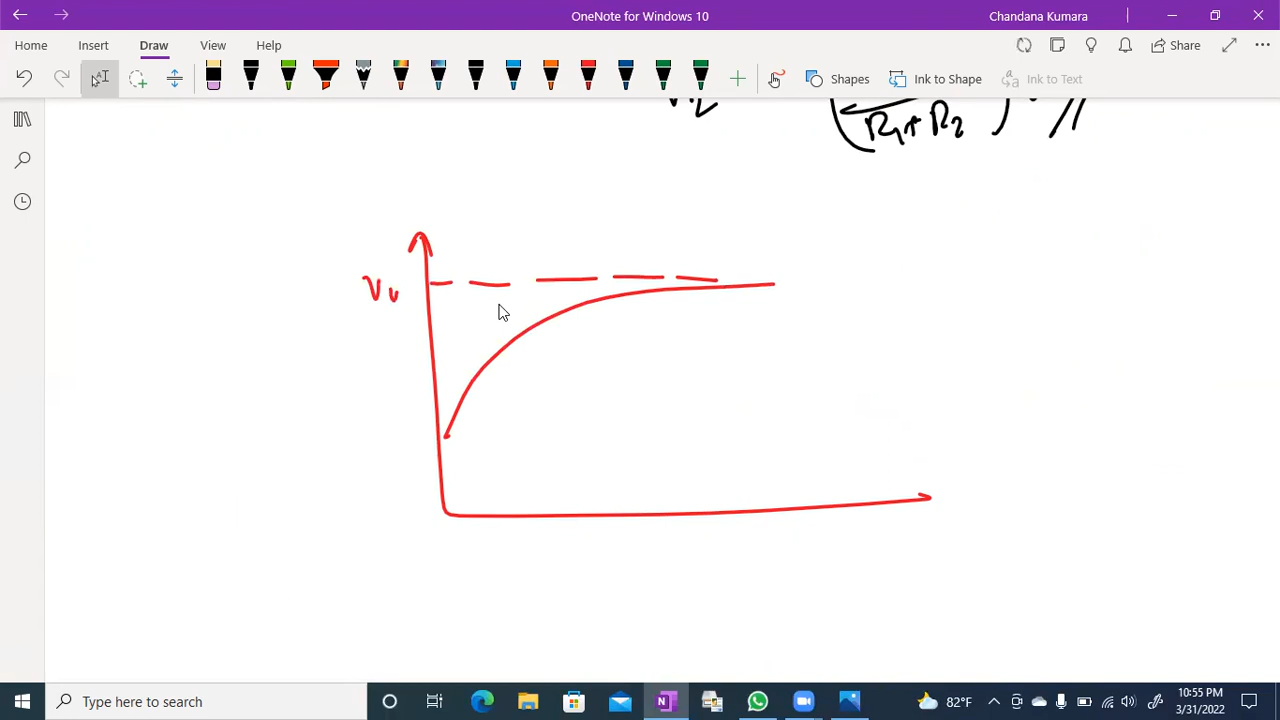 OneNote for Windows 10
Chandana Kumara
Home Insert Draw View Help
Share
Shapes Ink to Shape Ink to Text
R1+R2
Type here to search
82°F
10:55 PM
3/31/2022